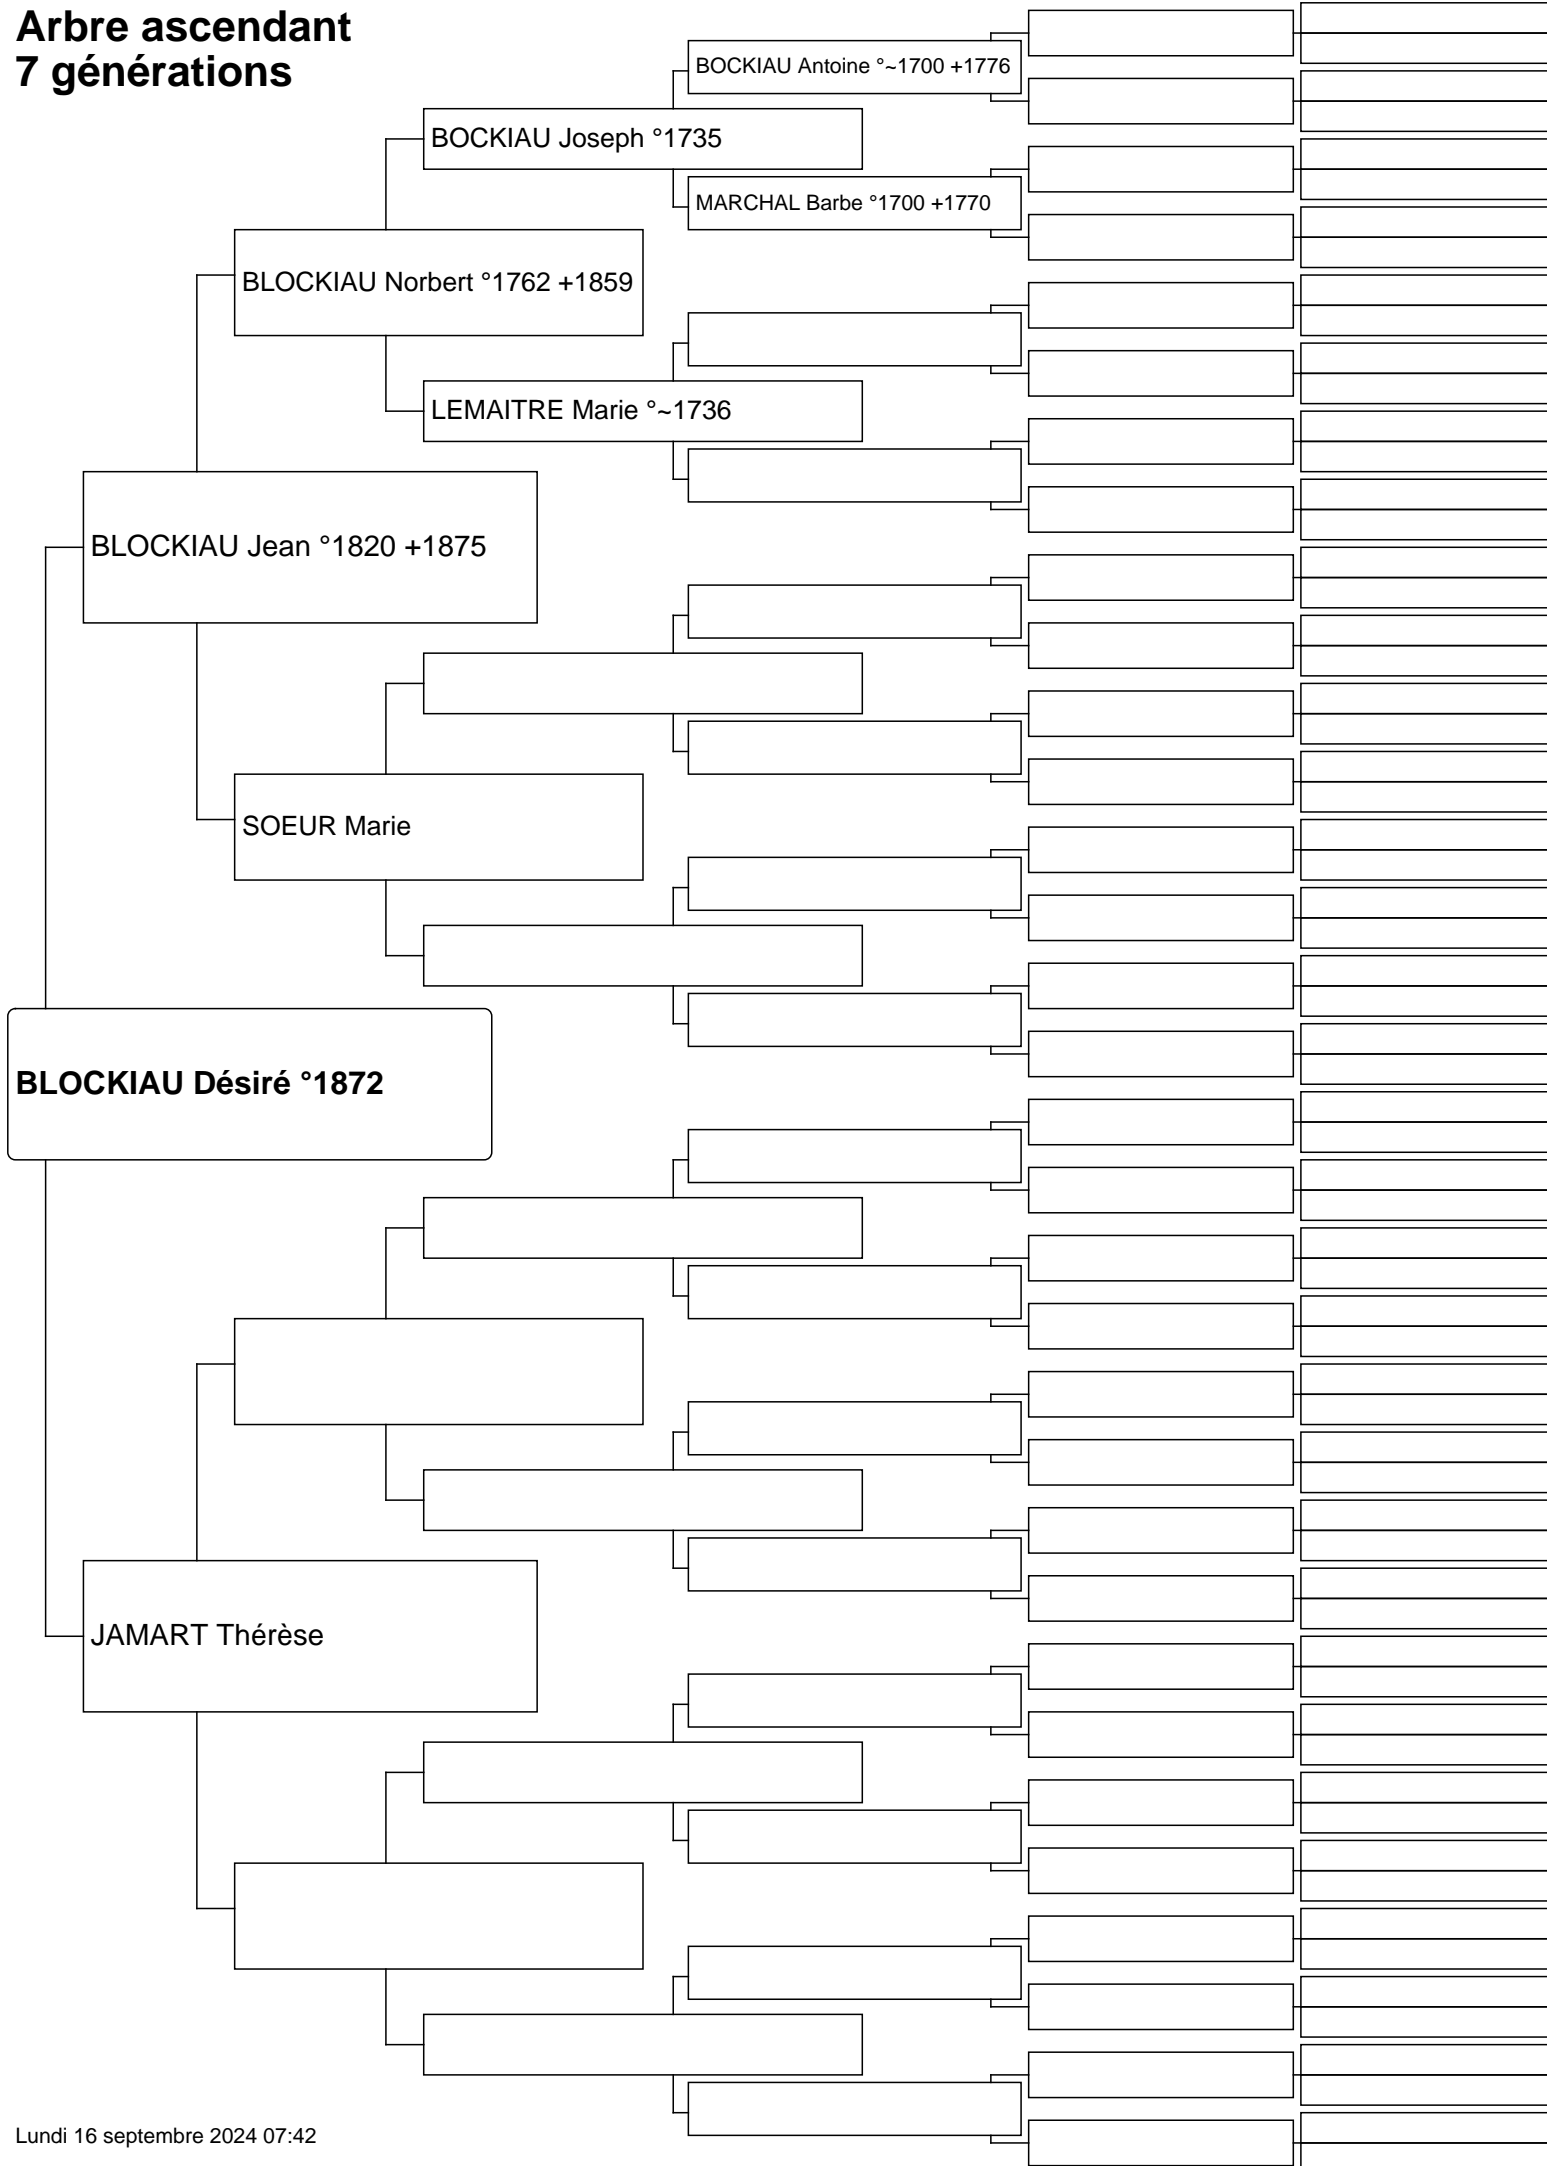 Arbre ascendant
7 générations
BOCKIAU Antoine °~1700 +1776
BOCKIAU Joseph °1735
MARCHAL Barbe °1700 +1770
BLOCKIAU Norbert °1762 +1859
LEMAITRE Marie °~1736
BLOCKIAU Jean °1820 +1875
SOEUR Marie
BLOCKIAU Désiré °1872
JAMART Thérèse
Lundi 16 septembre 2024 07:42